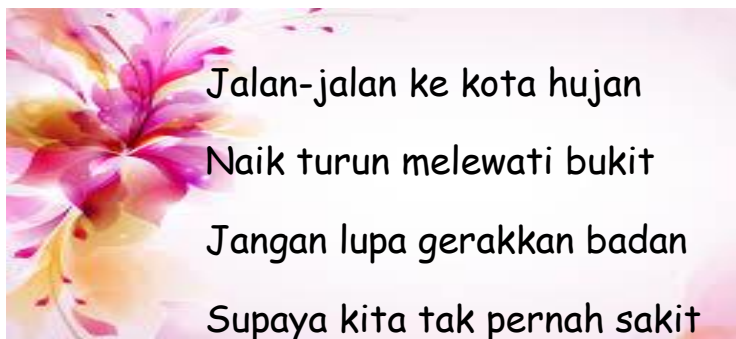 Jalan-jalan ke kota hujan
Naik turun melewati bukit
Jangan lupa gerakkan badan
Supaya kita tak pernah sakit